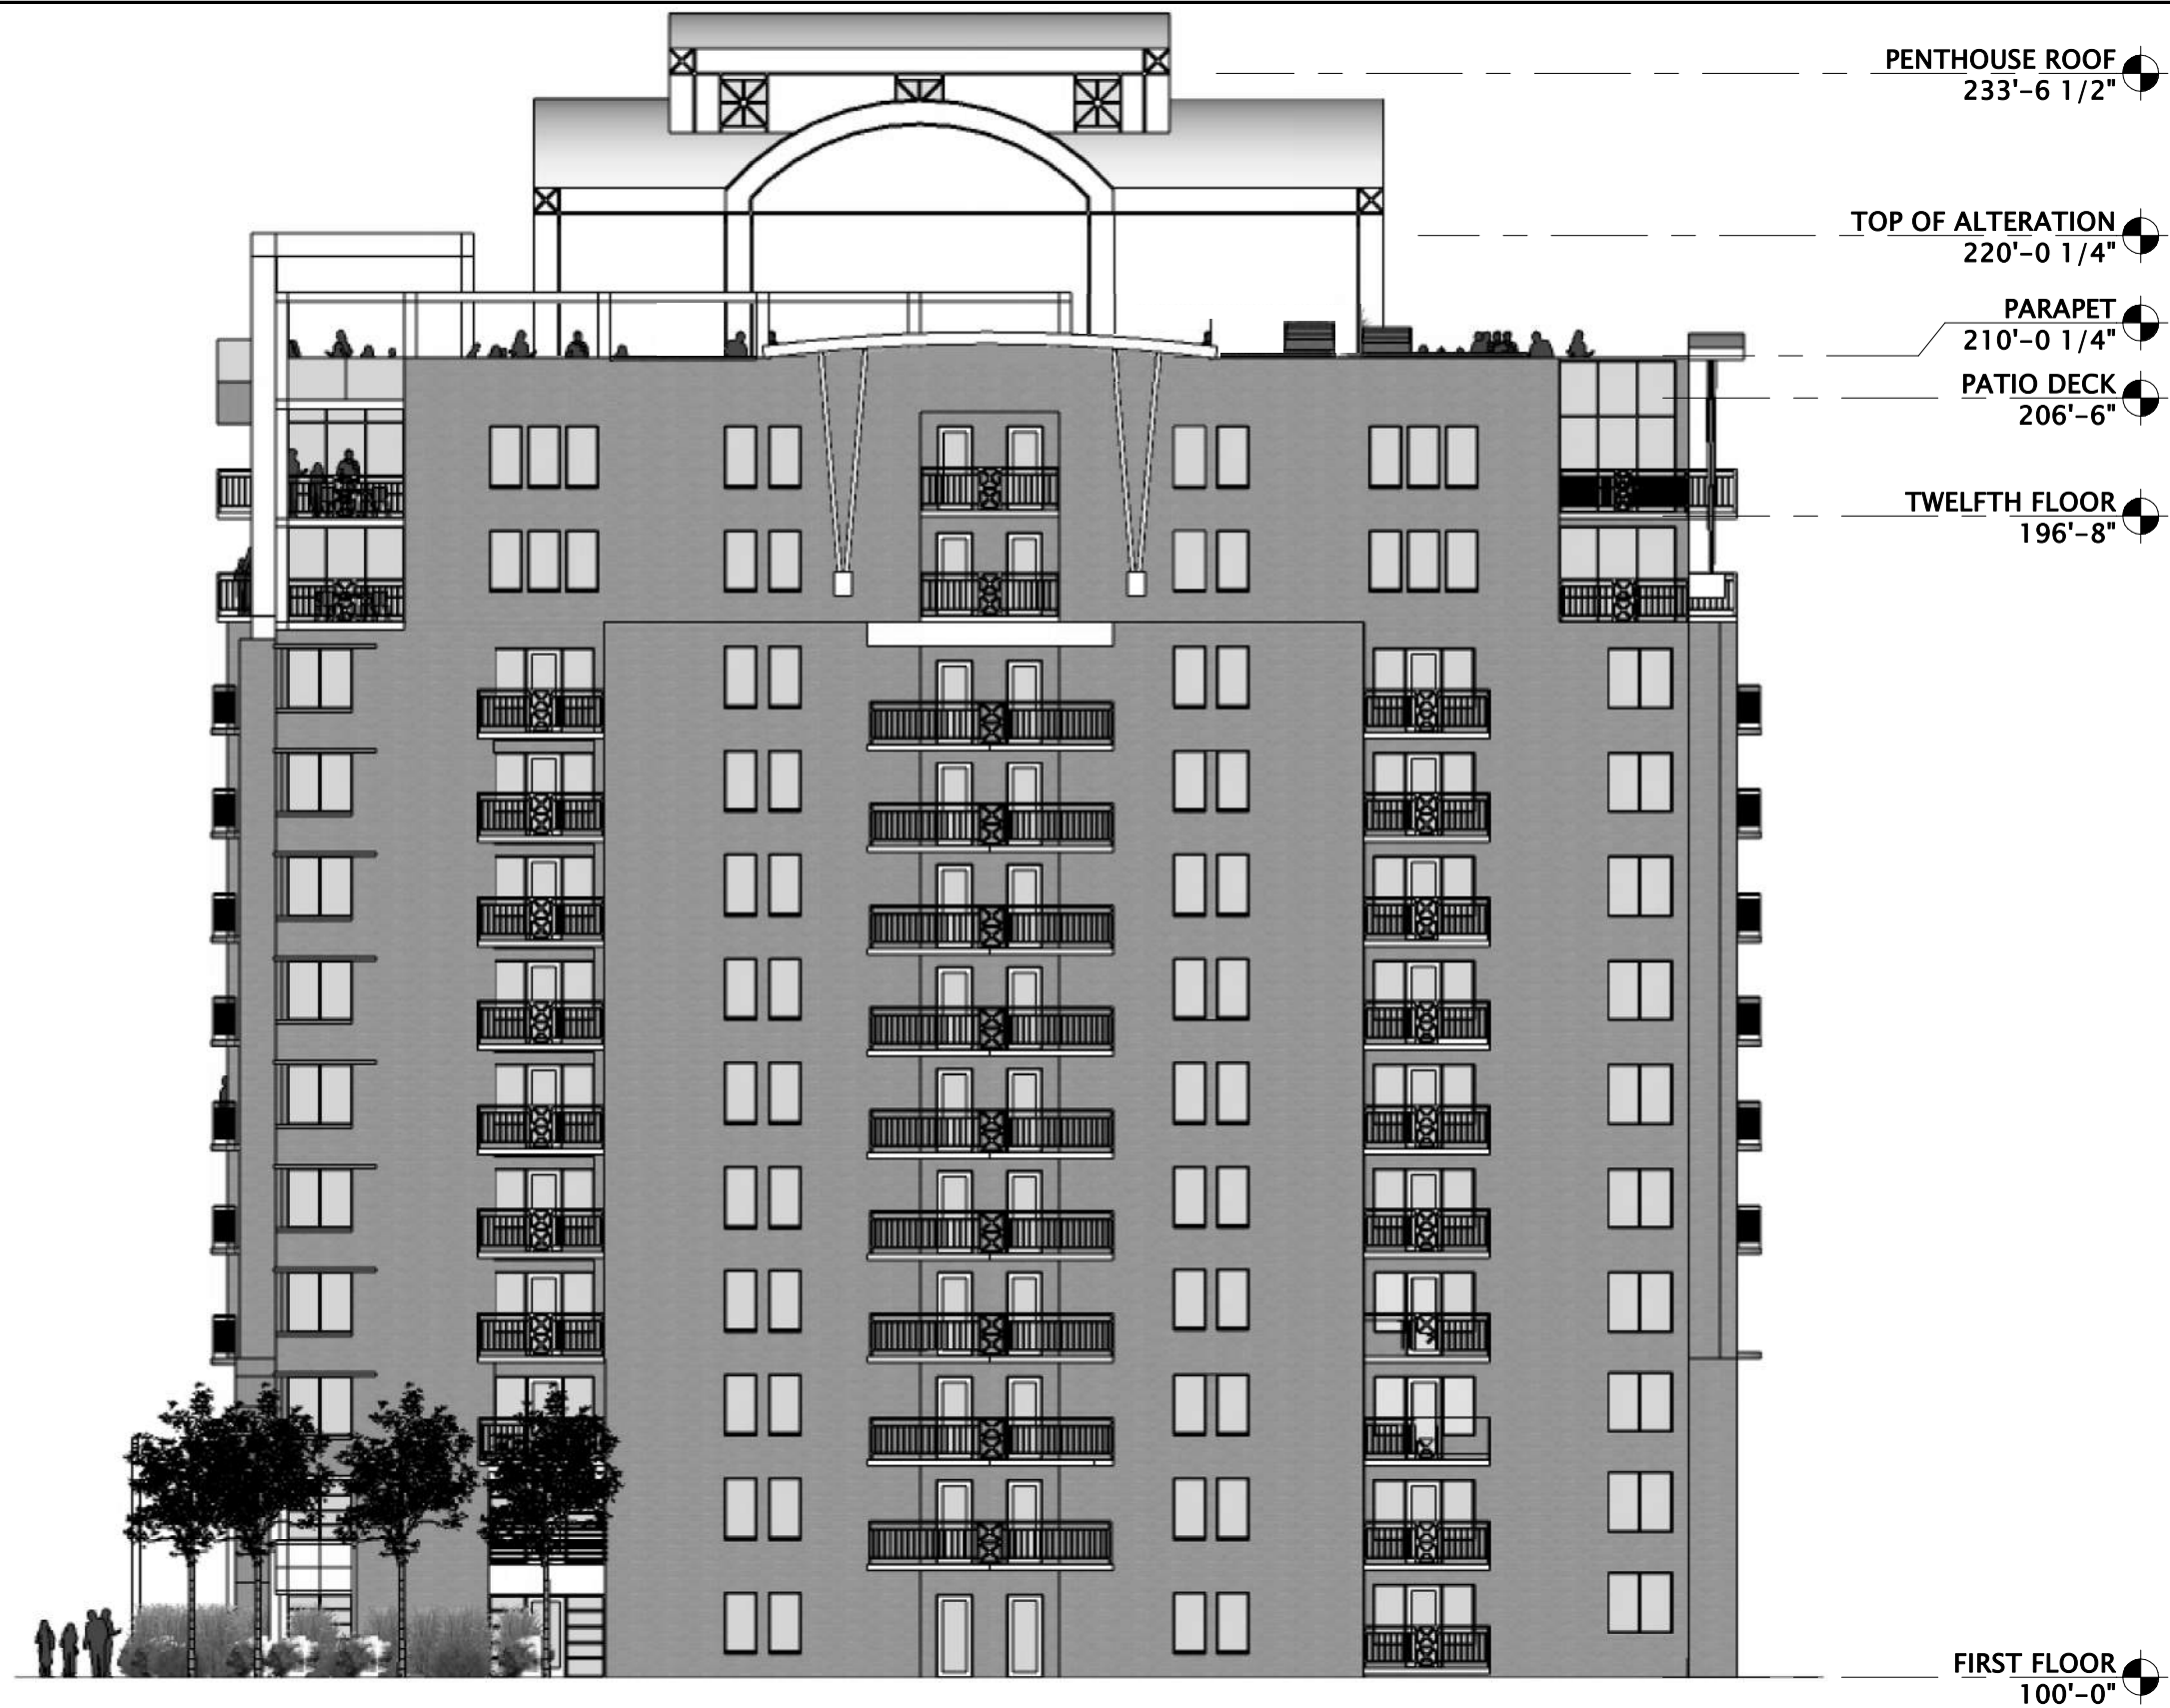 PENTHOUSE ROOF
233'-6 1/2"
TOP OF ALTERATION
220'-0 1/4"
PARAPET
210'-0 1/4"
PATIO DECK
206'-6"
TWELFTH FLOOR
196'-8"
FIRST FLOOR
100'-0"